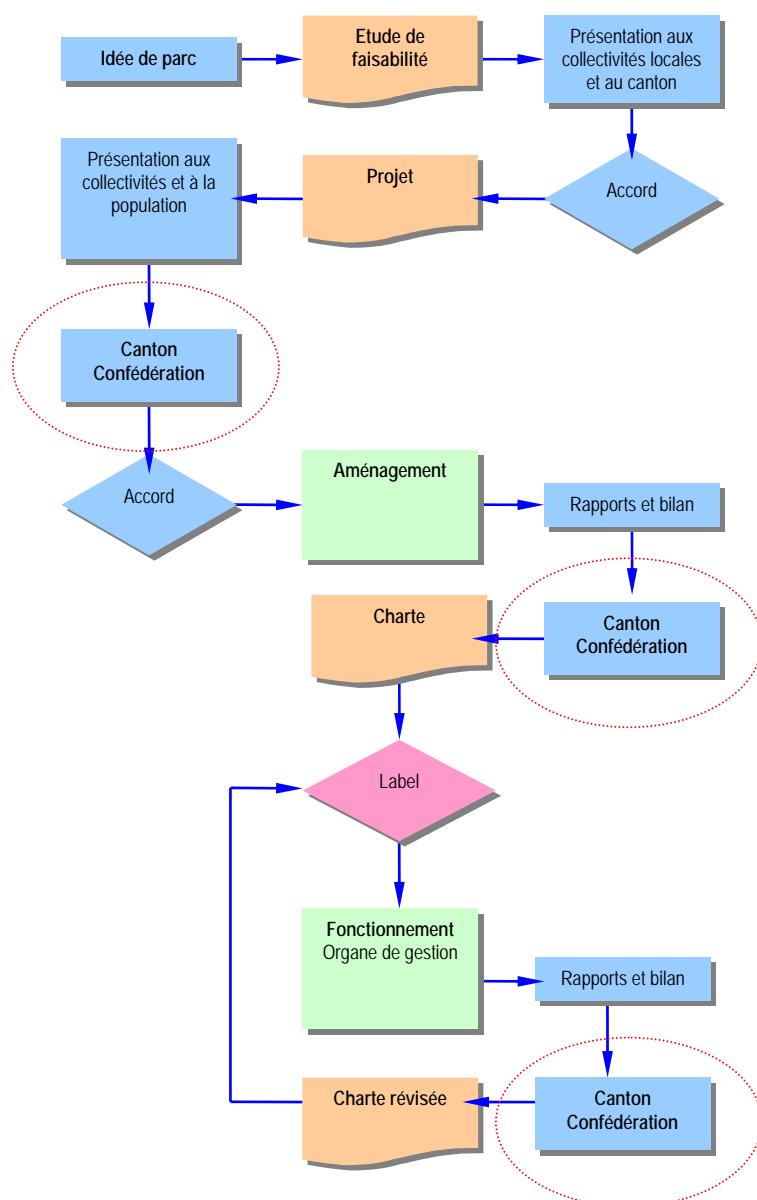 Idée de parc
Etude de
faisabilité
Présentation aux
collectivités locales
et au canton
Accord
Projet
Présentation aux
collectivités et à la
population
Canton
Confédération
Accord
Aménagement
Rapports et bilan
Canton
Confédération
Charte
Label
Fonctionnement
Organe de gestion
Rapports et bilan
Canton
Confédération
Charte révisée